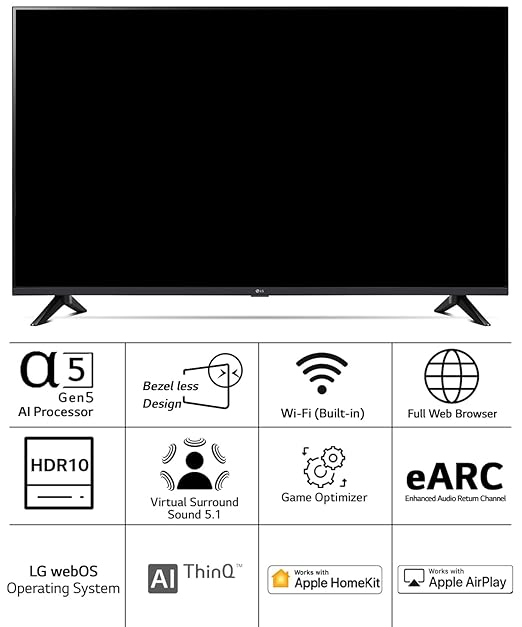 LG
α5
Gen5
AI Processor
Bezel less
Design
Wi-Fi (Built-in)
Full Web Browser
HDR10
Virtual Surround
Sound 5.1
Game Optimizer
eARC
Enhanced Audio Return Channel
LG webOS
Operating System
AI ThinQ™
Works with
Apple HomeKit
Works with
Apple AirPlay